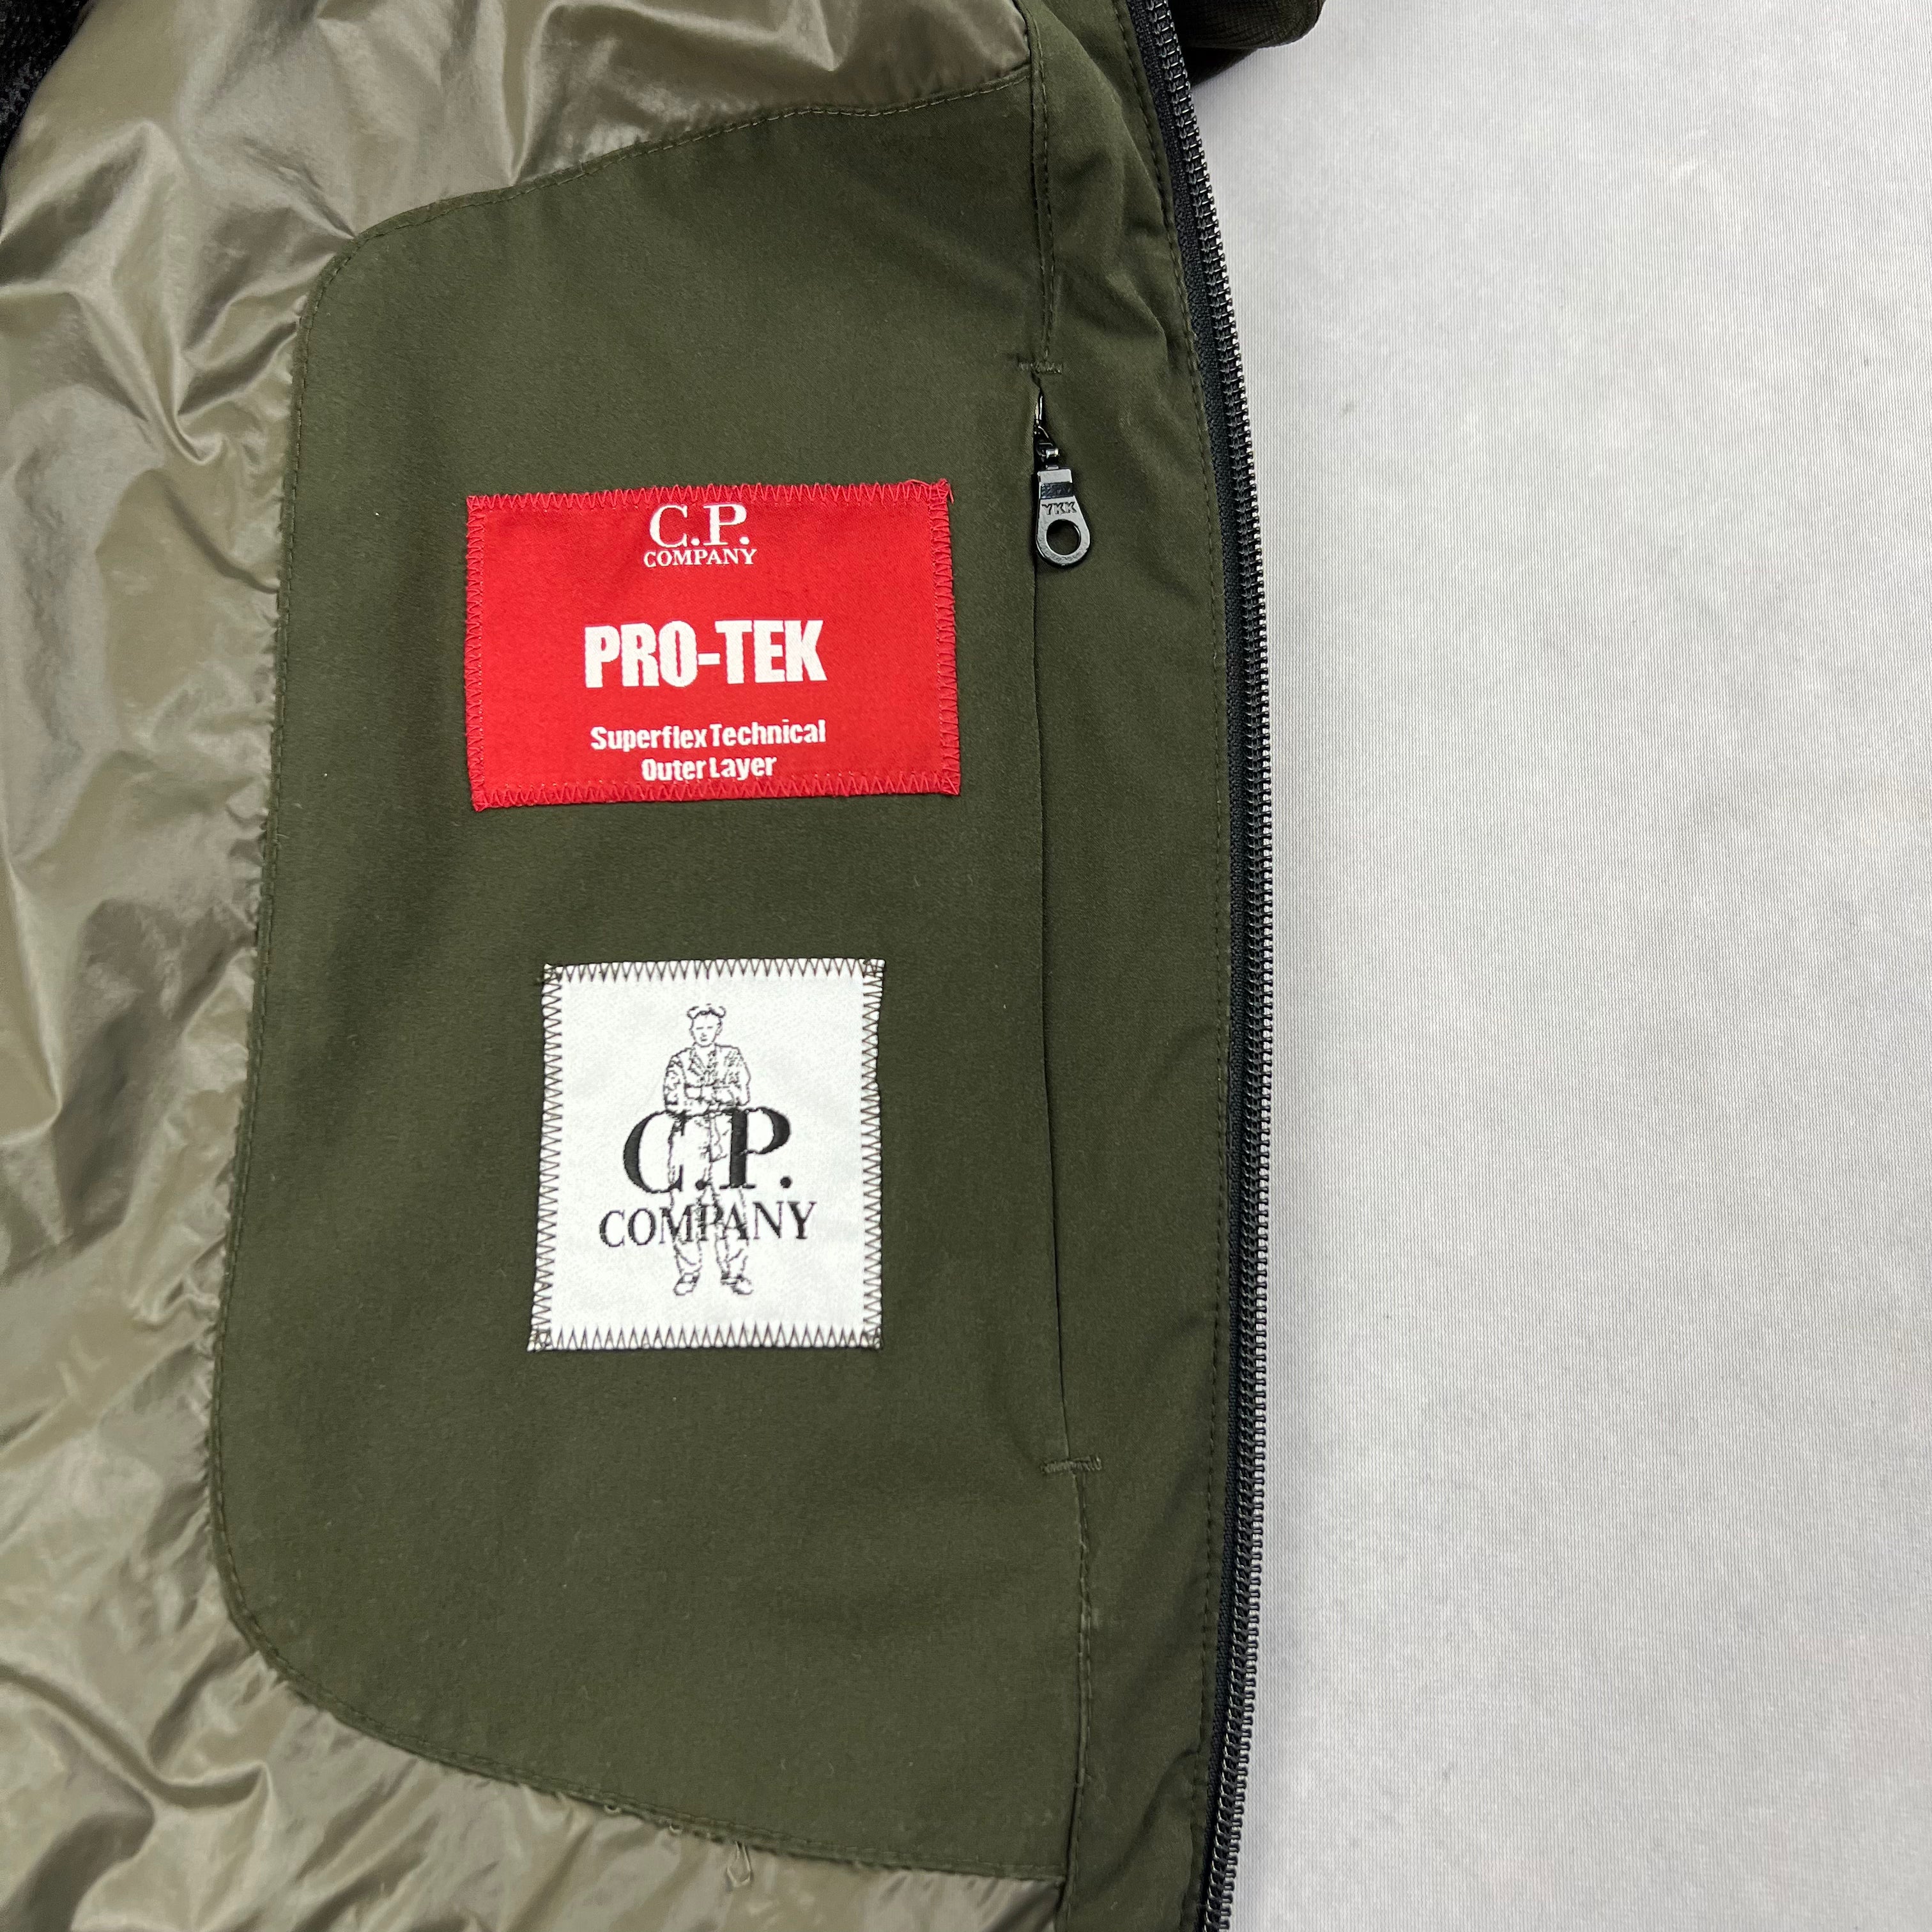 C.P.
COMPANY
PRO-TEK
Superflex Technical
Outer Layer
YKK
C.P.
COMPANY